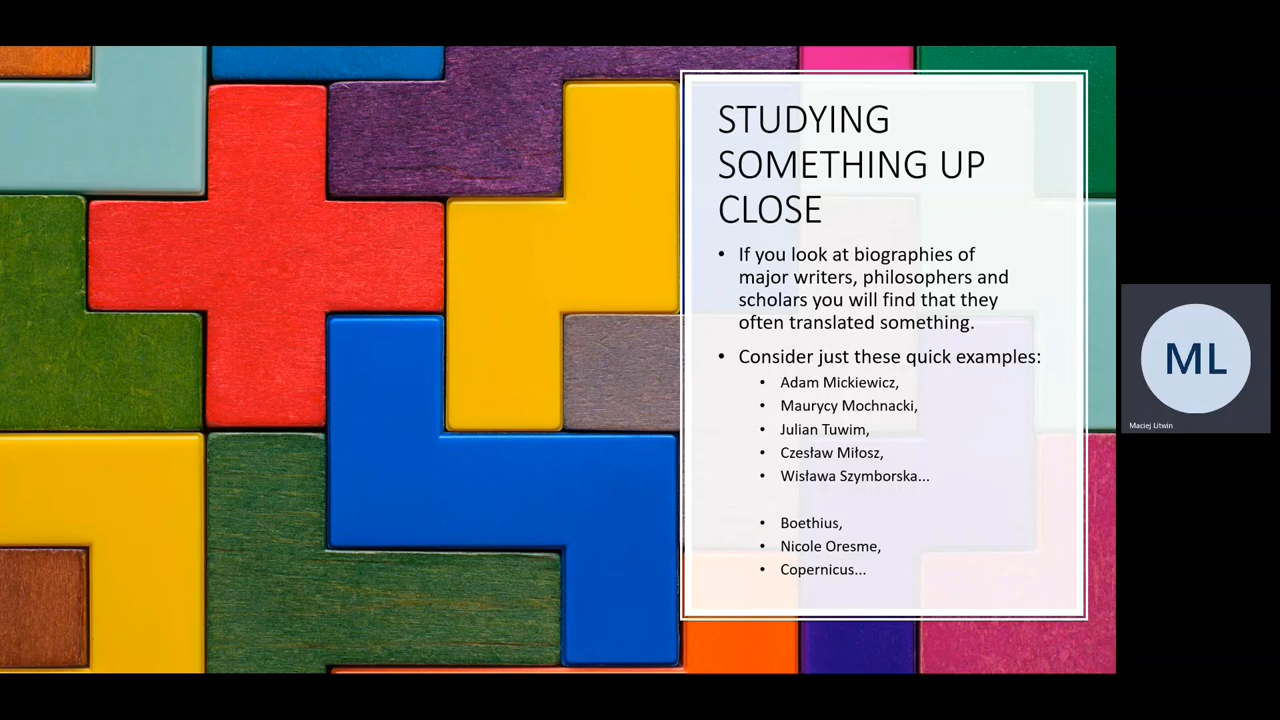 STUDYING
SOMETHING UP
CLOSE
• If you look at biographies of
major writers, philosophers and
scholars you will find that they
often translated something.
• Consider just these quick examples:
• Adam Mickiewicz,
• Maurycy Mochnacki,
• Julian Tuwim,
• Czesław Miłosz,
• Wisława Szymborska...
• Boethius,
• Nicole Oresme,
• Copernicus...
ML
Maciej Litwin